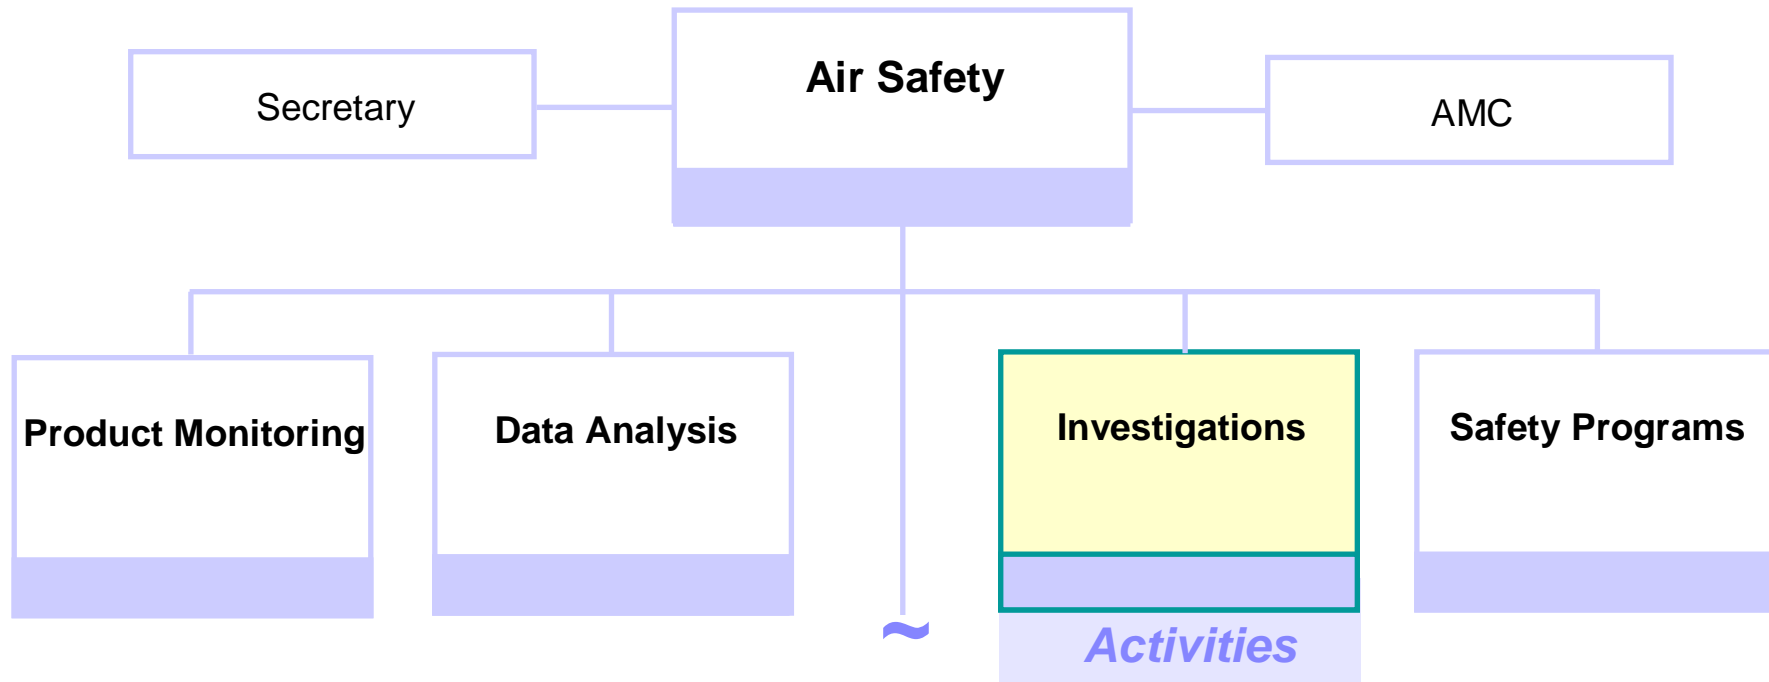 Air Safety
Secretary
AMC
Product Monitoring
Data Analysis
Investigations
Safety Programs
~
Activities